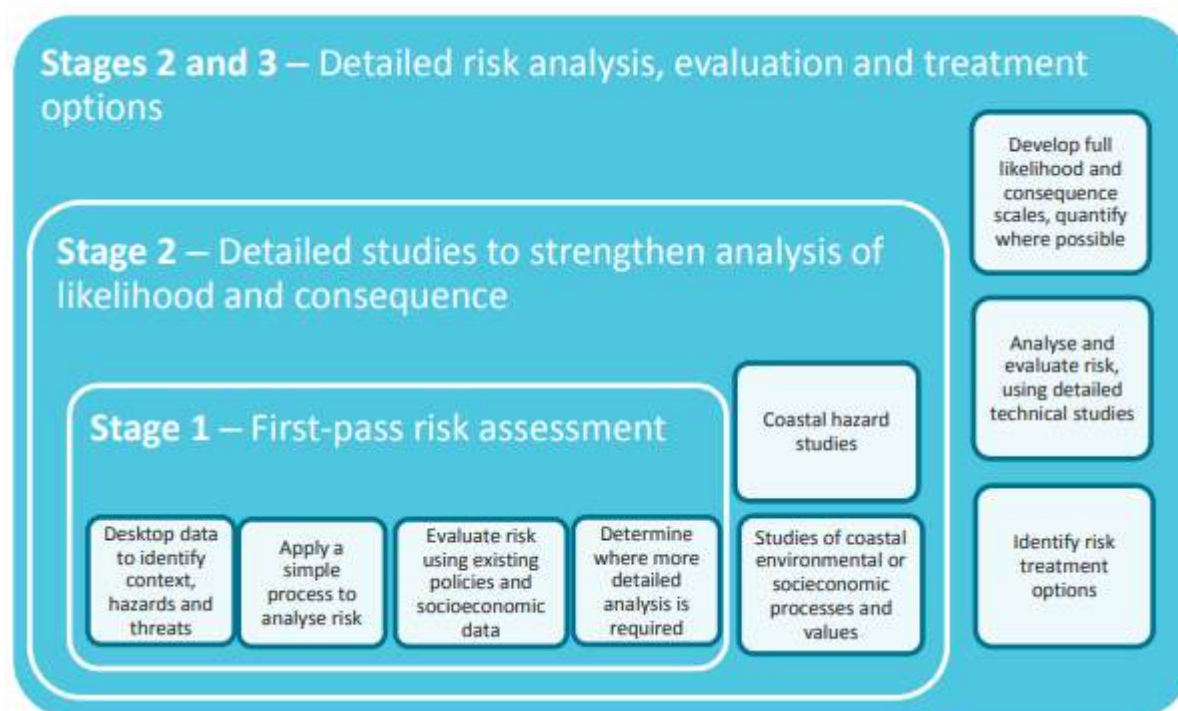 Stages 2 and 3 – Detailed risk analysis, evaluation and treatment
options
Develop full
likelihood and
consequence
scales, quantify
where possible
Stage 2 – Detailed studies to strengthen analysis of
likelihood and consequence
Analyse and
evaluate risk,
using detailed
technical studies
Coastal hazard
studies
Stage 1 – First-pass risk assessment
Desktop data
to identify
context,
hazards and
threats
Apply a
simple
process to
analyse risk
Evaluate risk
using existing
policies and
socioeconomic
data
Determine
where more
detailed
analysis is
required
Studies of coastal
environmental or
socieconomic
processes and
values
Identify risk
treatment
options